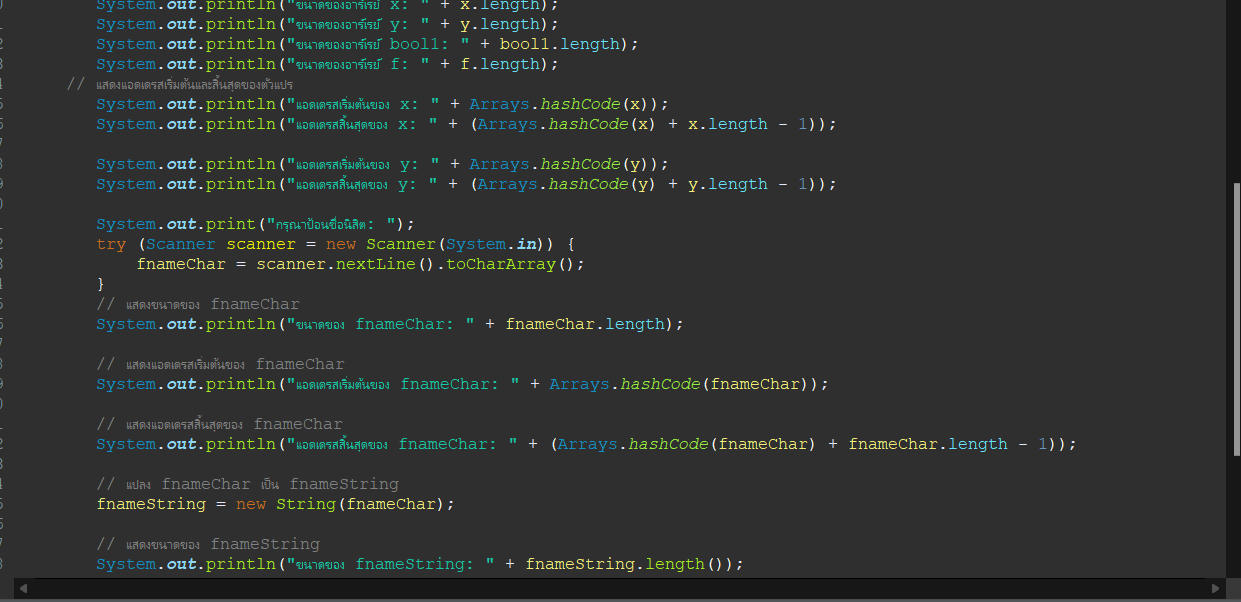 System.out.println("ขนาดของอาร์เรย์ x: " + x.length);
System.out.println("ขนาดของอาร์เรย์ y: " + y.length);
System.out.println("ขนาดของอาร์เรย์ bool1: " + bool1.length);
System.out.println("ขนาดของอาร์เรย์ f: " + f.length);
// แสดงแอดเดรสเริ่มต้นและสิ้นสุดของตัวแปร
System.out.println("แอดเดรสเริ่มต้นของ x: " + Arrays.hashCode(x));
System.out.println("แอดเดรสสิ้นสุดของ x: " + (Arrays.hashCode(x) + x.length - 1));
System.out.println("แอดเดรสเริ่มต้นของ y: " + Arrays.hashCode(y));
System.out.println("แอดเดรสสิ้นสุดของ y: " + (Arrays.hashCode(y) + y.length - 1));
System.out.print("กรุณาป้อนชื่อนิสิต: ");
try (Scanner scanner = new Scanner(System.in)) {
fnameChar = scanner.nextLine().toCharArray();
}
// แสดงขนาดของ fnameChar
System.out.println("ขนาดของ fnameChar: " + fnameChar.length);
// แสดงแอดเดรสเริ่มต้นของ fnameChar
System.out.println("แอดเดรสเริ่มต้นของ fnameChar: " + Arrays.hashCode(fnameChar));
// แสดงแอดเดรสสิ้นสุดของ fnameChar
System.out.println("แอดเดรสสิ้นสุดของ fnameChar: " + (Arrays.hashCode(fnameChar) + fnameChar.length - 1));
// แปลง fnameChar เป็น fnameString
fnameString = new String(fnameChar);
// แสดงขนาดของ fnameString
System.out.println("ขนาดของ fnameString: " + fnameString.length());